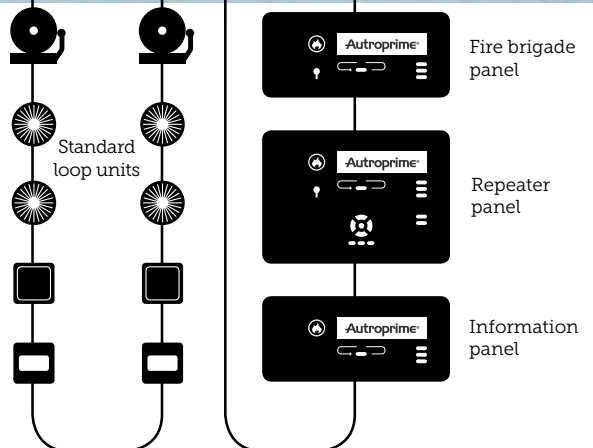 Autroprime®
Fire brigade
panel
Standard
loop units
Autroprime®
Repeater
panel
Autroprime®
Information
panel